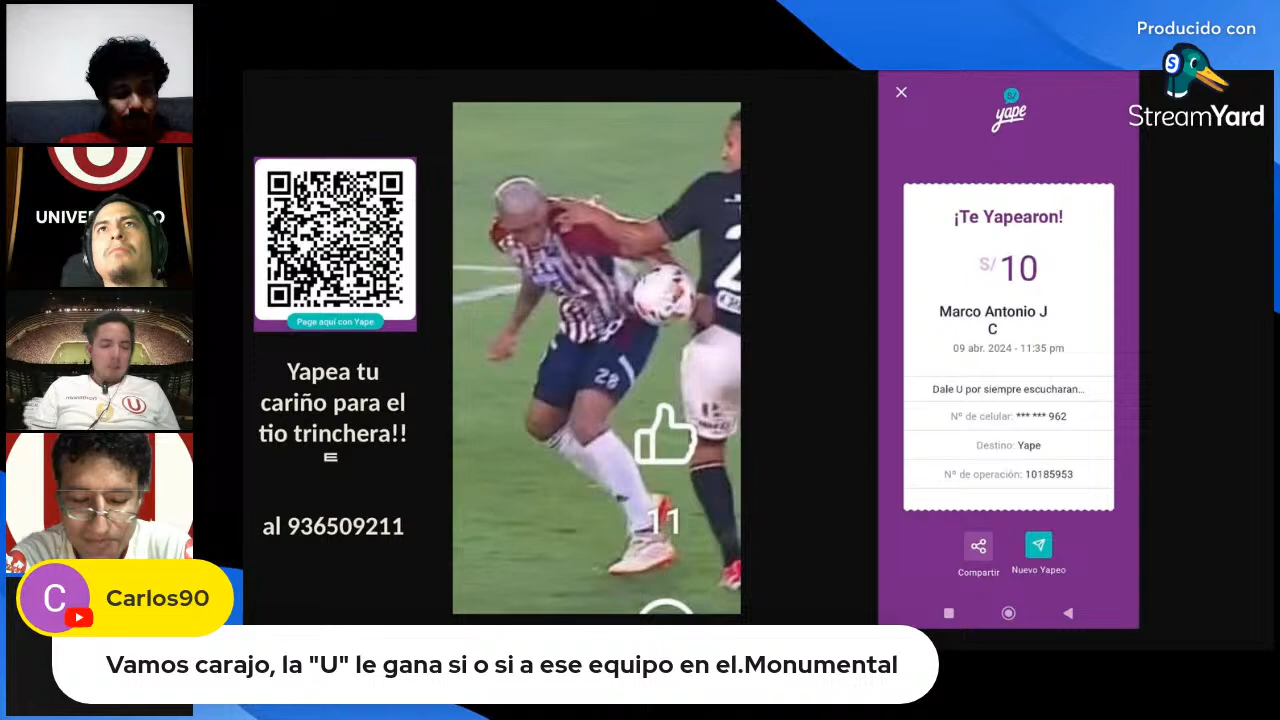 Producido con
StreamYard
UNIVER
O
yape
¡Te Yapearon!
S/ 10
Marco Antonio J
C
09 abr. 2024 - 11:35 pm
Dale U por siempre escucharan...
Nº de celular: *** *** 962
Destino: Yape
Nº de operación: 10185953
Compartir
Nuevo Yapeo
Paga aquí con Yape
Yapea tu
cariño para el
tio trinchera!!
E
al 936509211
28
2
11
C
Carlos90
Vamos carajo, la "U" le gana si o si a ese equipo en el.Monumental